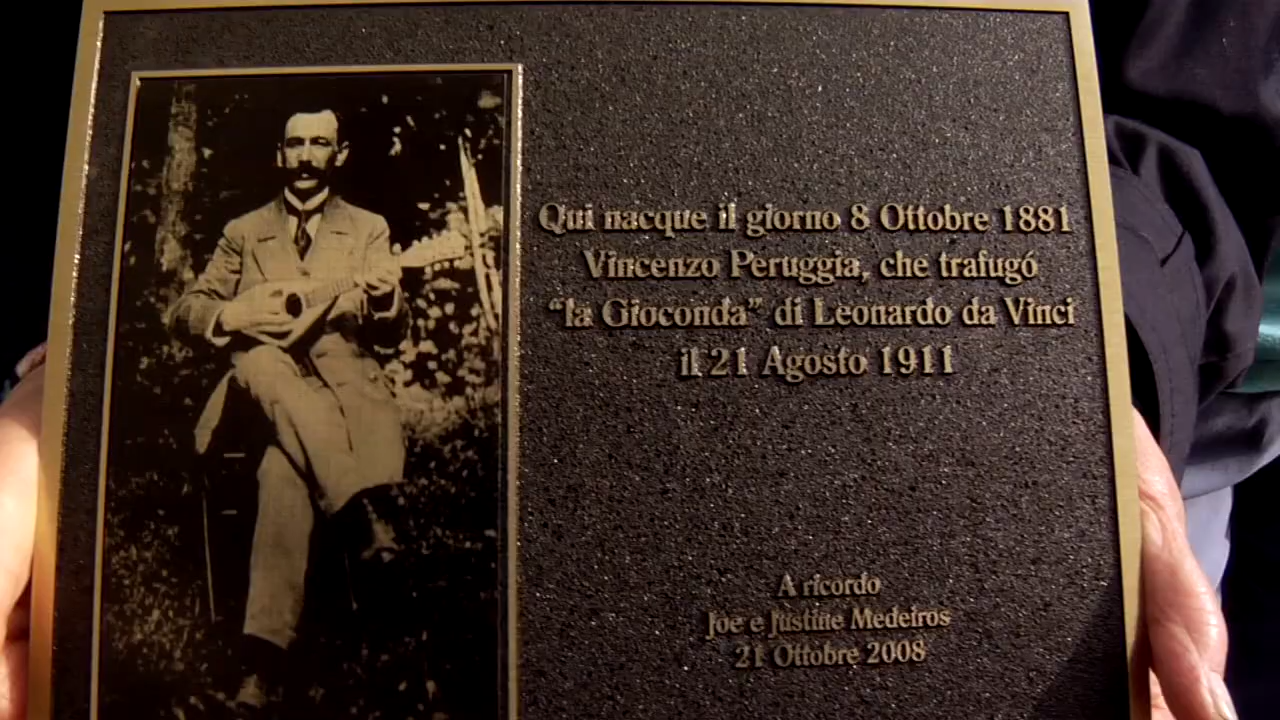 Qui nacque il giorno 8 Ottobre 1881
Vincenzo Peruggia, che trafugó
“la Gioconda” di Leonardo da Vinci
il 21 Agosto 1911
A ricordo
Joe e Justine Medeiros
21 Ottobre 2008